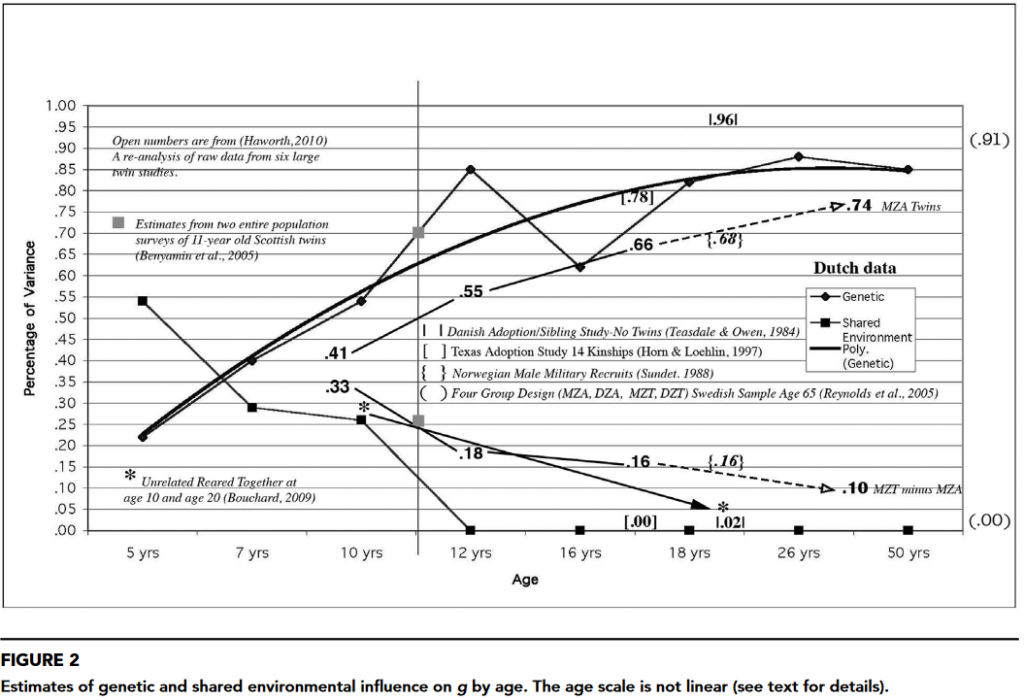 1.00
.95
.90
.85
.80
.75
.70
.65
.60
.55
.50
.45
.40
.35
.30
.25
.20
.15
.10
.05
.00
Percentage of Variance
Open numbers are from (Haworth,2010)
A re-analysis of raw data from six large
twin studies.
Estimates from two entire population
surveys of 11-year old Scottish twins
(Benyamin et al., 2005)
|.96|
(.91)
[.78]
.74 MZA Twins
.66
{.68}
.55
.41
.33
Dutch data
Genetic
Shared
Environment
Poly.
(Genetic)
| | Danish Adoption/Sibling Study-No Twins (Teasdale & Owen, 1984)
[ ] Texas Adoption Study 14 Kinships (Horn & Loehlin, 1997)
{ } Norwegian Male Military Recruits (Sundet. 1988)
( ) Four Group Design (MZA, DZA, MZT, DZT) Swedish Sample Age 65 (Reynolds et al., 2005)
*
.18
.16
{.16}
.10 MZT minus MZA
* Unrelated Reared Together at
age 10 and age 20 (Bouchard, 2009)
*
[.00]
|.02|
(.00)
5 yrs
7 yrs
10 yrs
12 yrs
16 yrs
18 yrs
26 yrs
50 yrs
Age
FIGURE 2
Estimates of genetic and shared environmental influence on g by age. The age scale is not linear (see text for details).